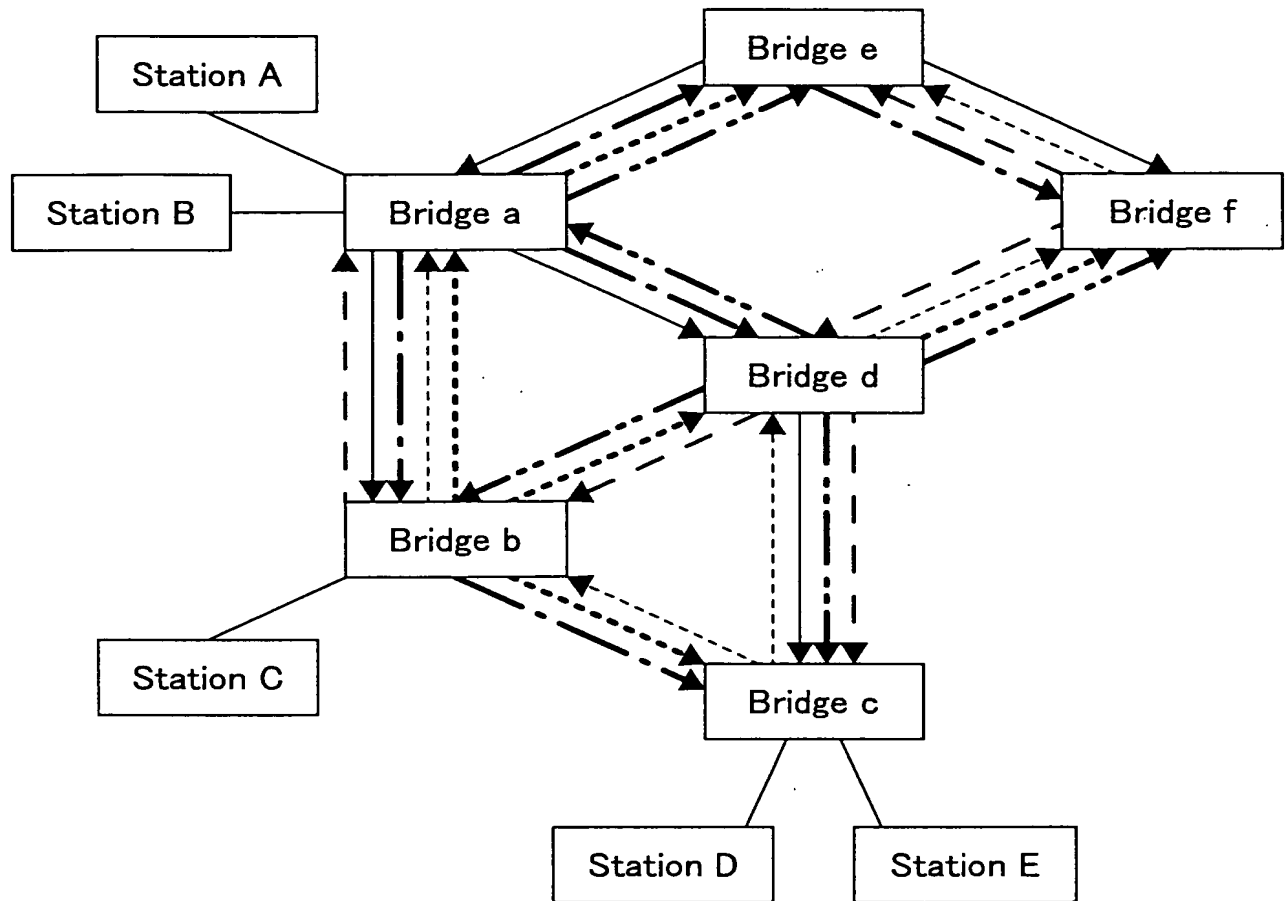 Bridge e
Station A
Station B
Bridge a
Bridge f
Bridge d
Bridge b
Station C
Bridge c
Station D
Station E